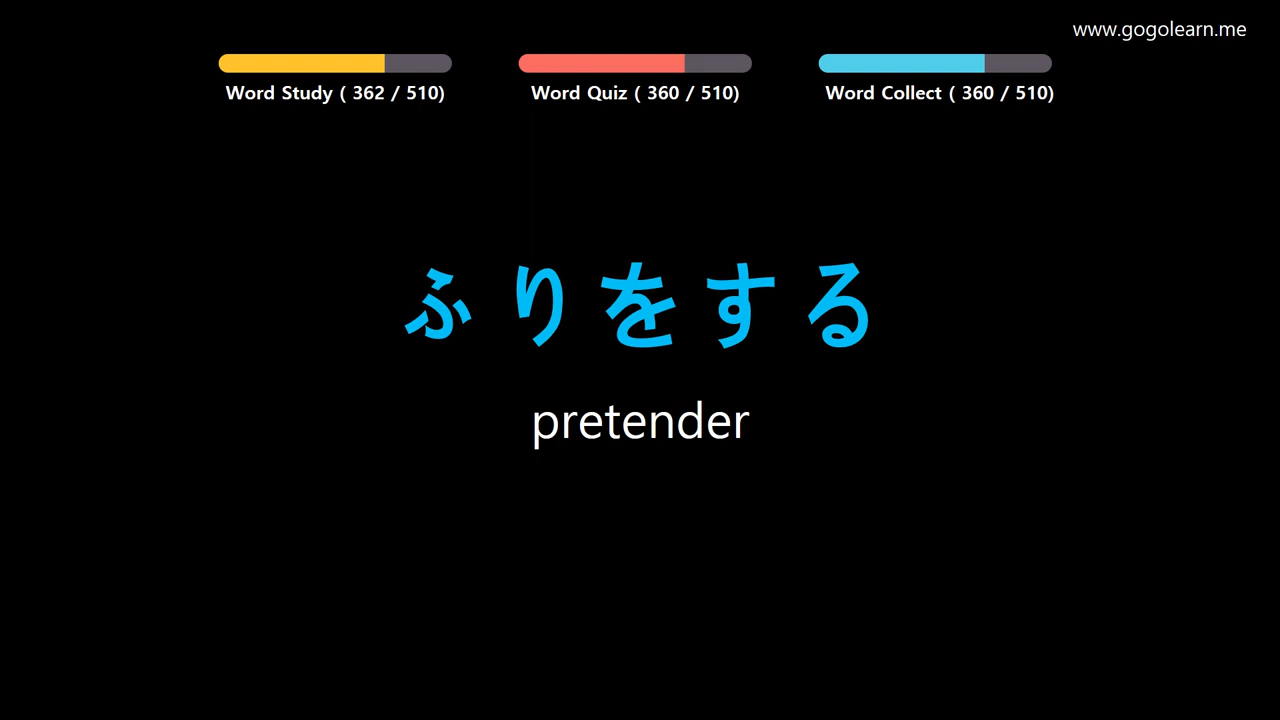 www.gogolearn.me
Word Study ( 362 / 510)
Word Quiz ( 360 / 510)
Word Collect ( 360 / 510)
ふりをする
pretender